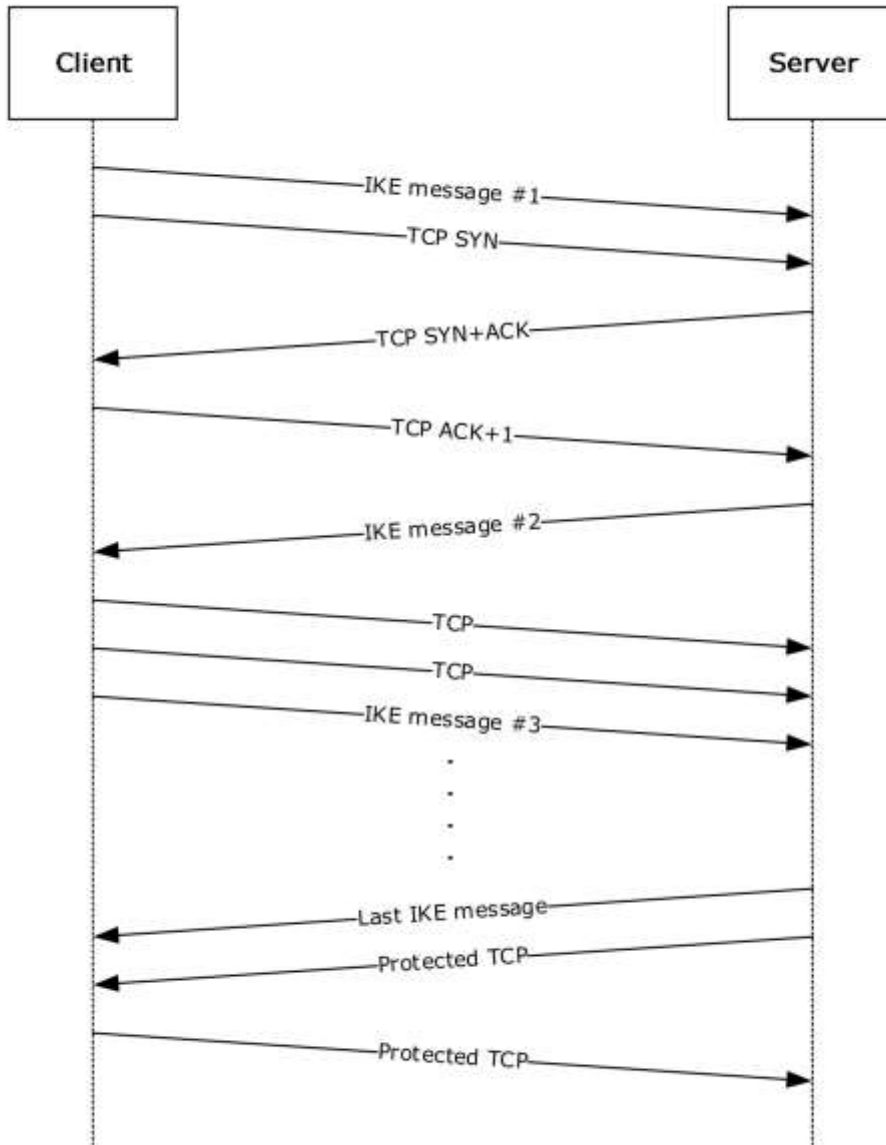 Client
Server
IKE message #1
TCP SYN
TCP SYN+ACK
TCP ACK+1
IKE message #2
TCP
TCP
IKE message #3
Last IKE message
Protected TCP
Protected TCP